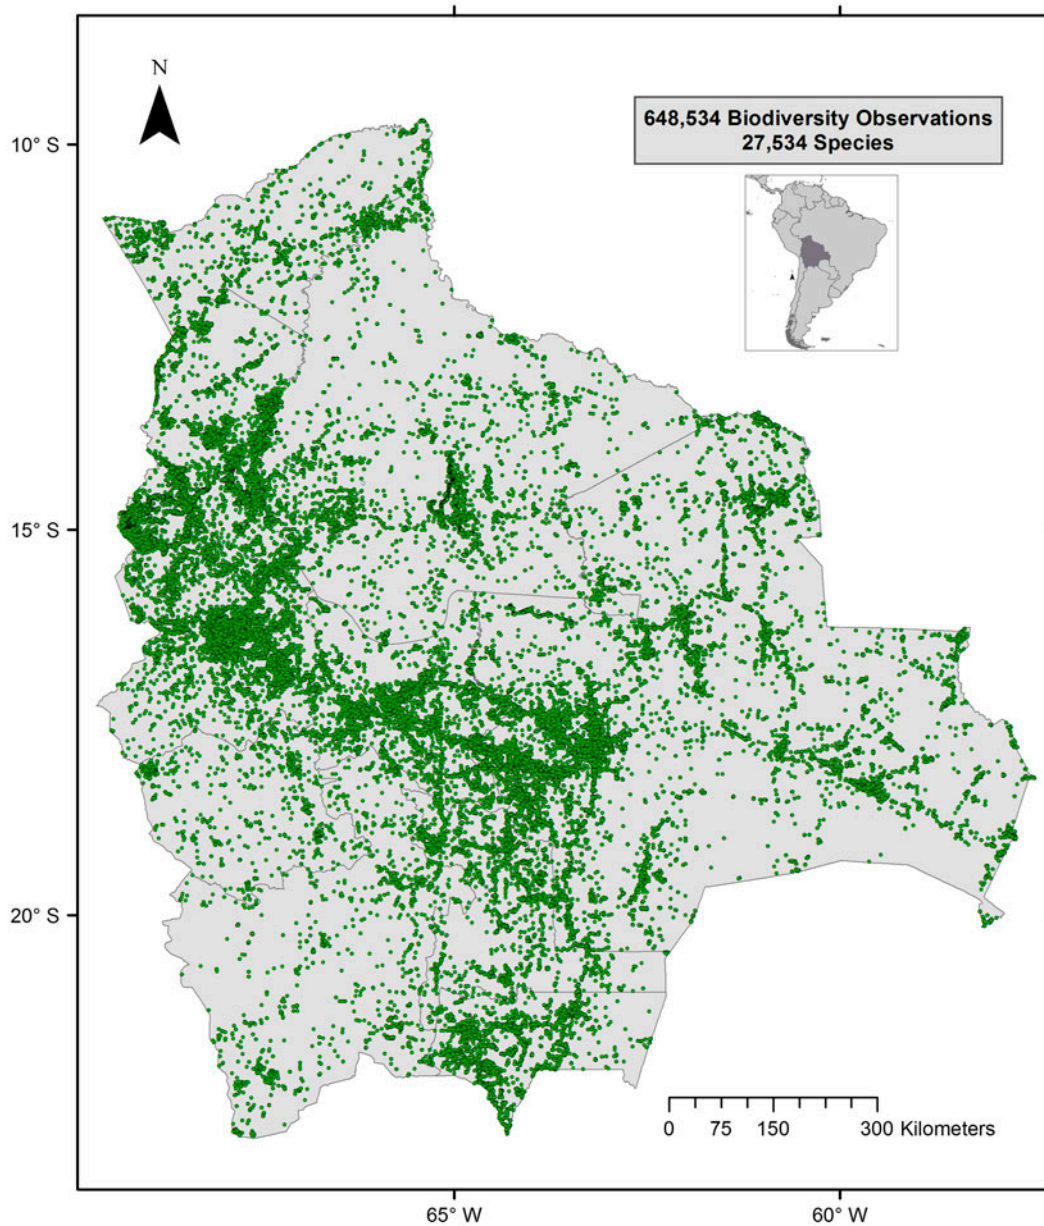 N
648,534 Biodiversity Observations
27,534 Species
10° S
15° S
20° S
0 75 150 300 Kilometers
65° W 60° W